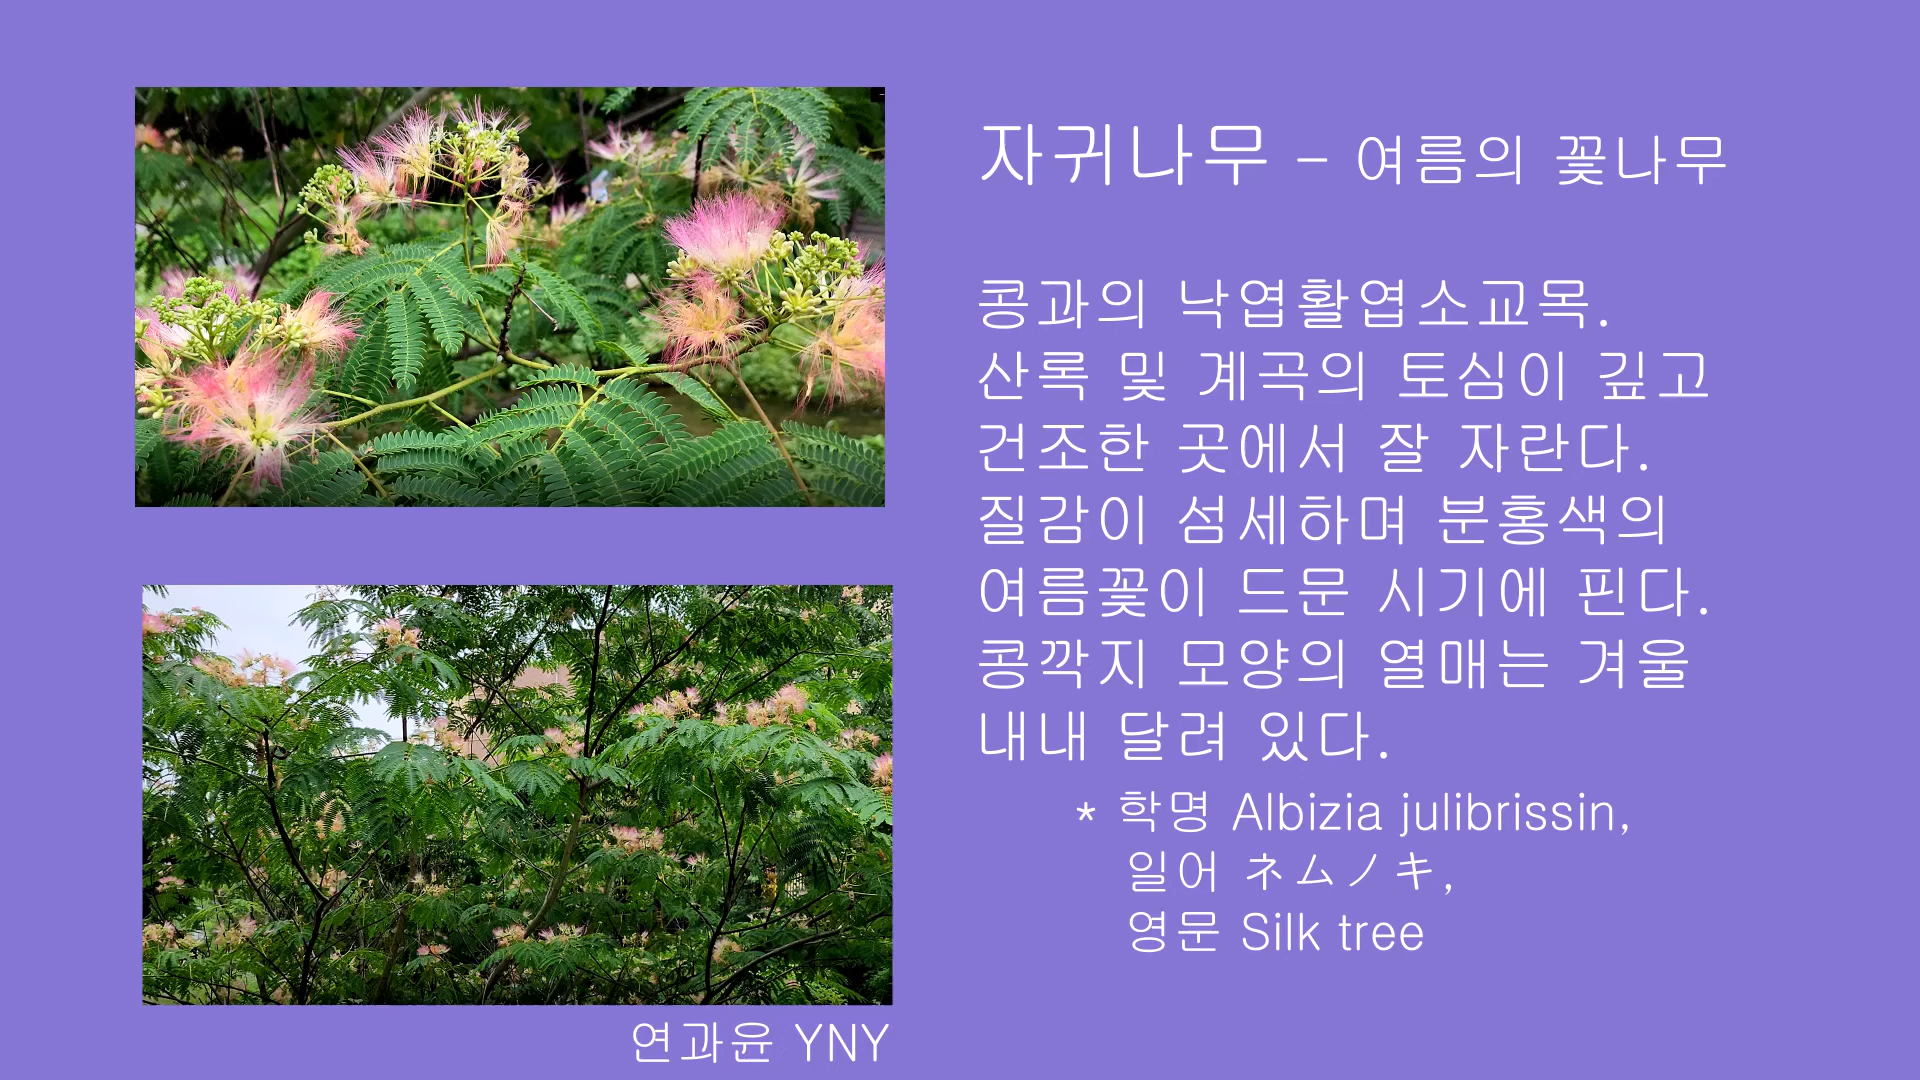 자귀나무 - 여름의 꽃나무
콩과의 낙엽활엽소교목.
산록 및 계곡의 토심이 깊고
건조한 곳에서 잘 자란다.
질감이 섬세하며 분홍색의
여름꽃이 드문 시기에 핀다.
콩깍지 모양의 열매는 겨울
내내 달려 있다.
* 학명 Albizia julibrissin,
일어 ネムノキ,
영문 Silk tree
연과윤 YNY